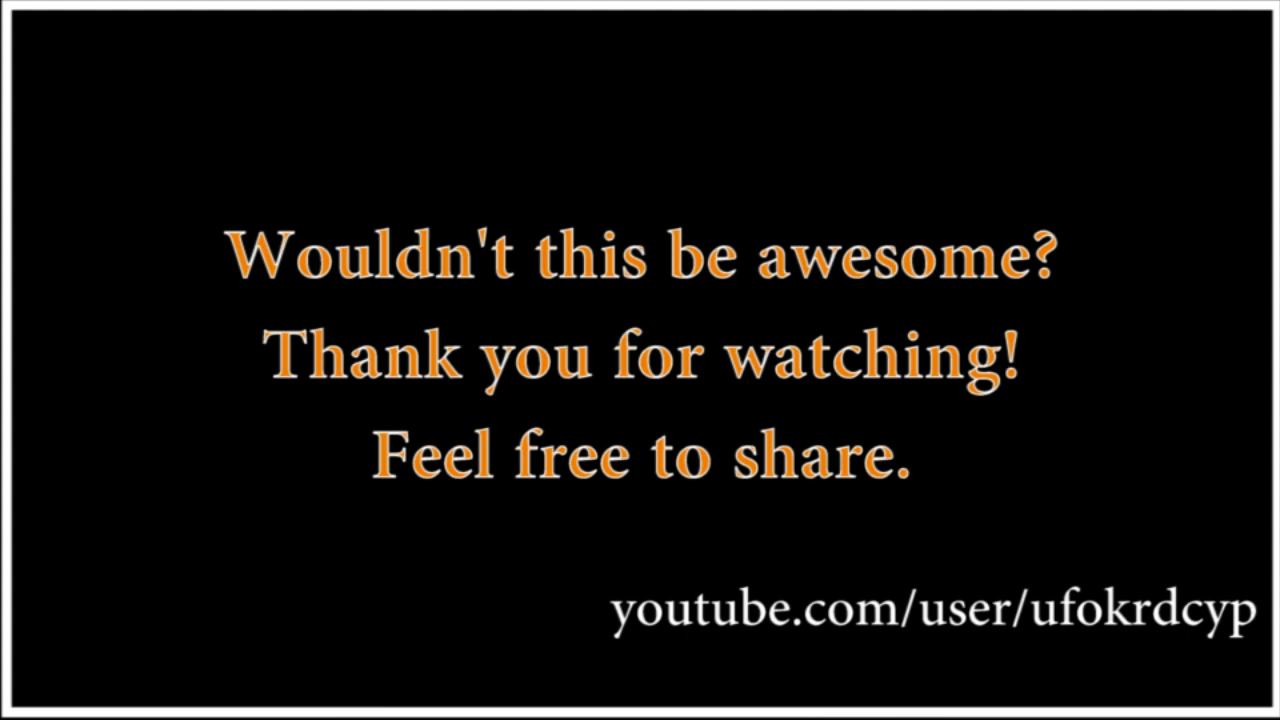 Wouldn't this be awesome?
Thank you for watching!
Feel free to share.
youtube.com/user/ufokrdcyp